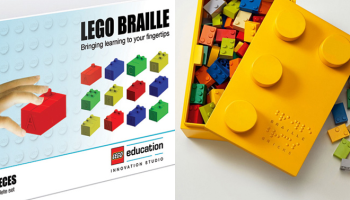 LEGO BRAILLE
Bringing learning to your fingertips
LEGO education
INNOVATION STUDIO